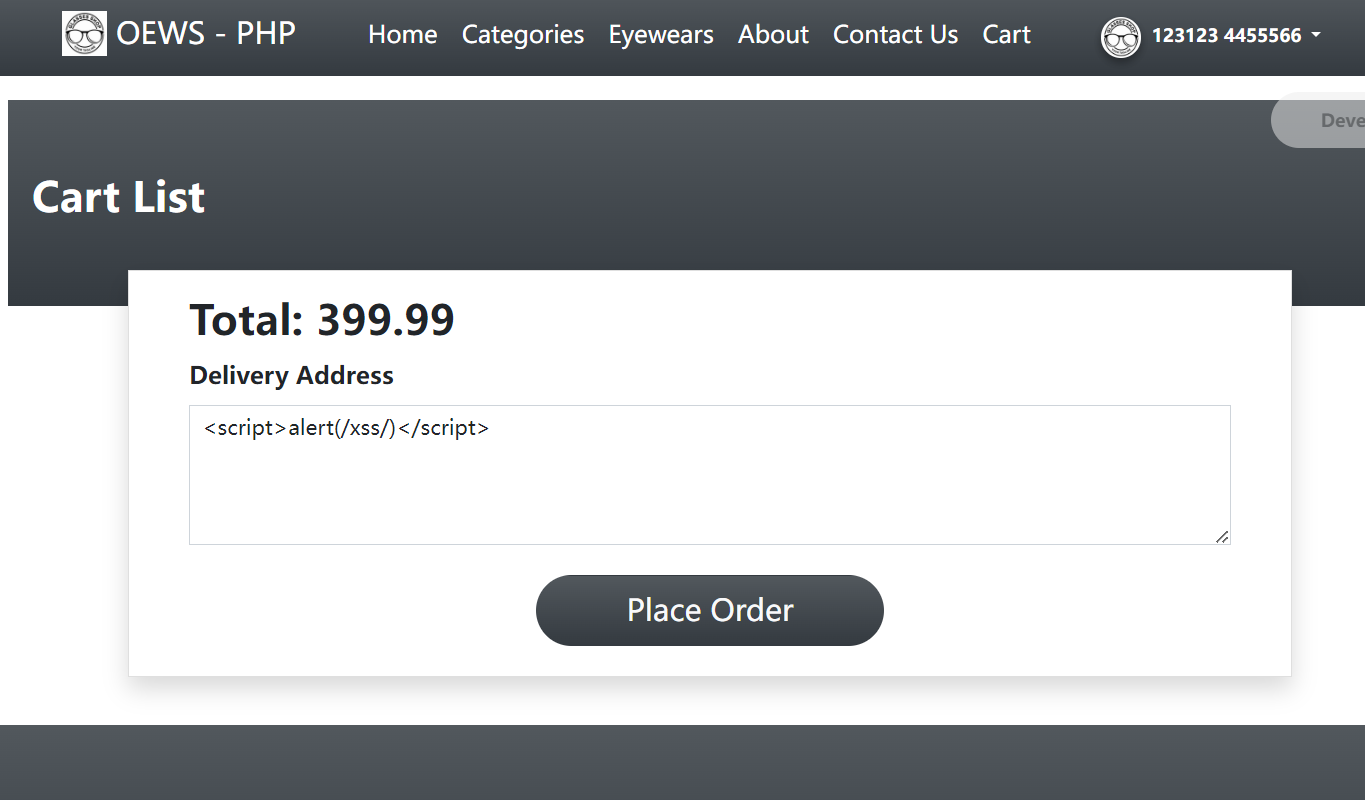 OEWS - PHP Home Categories Eyewears About Contact Us Cart 123123 4455566
Deve
Cart List
Total: 399.99
Delivery Address
<script>alert(/xss/)</script>
Place Order